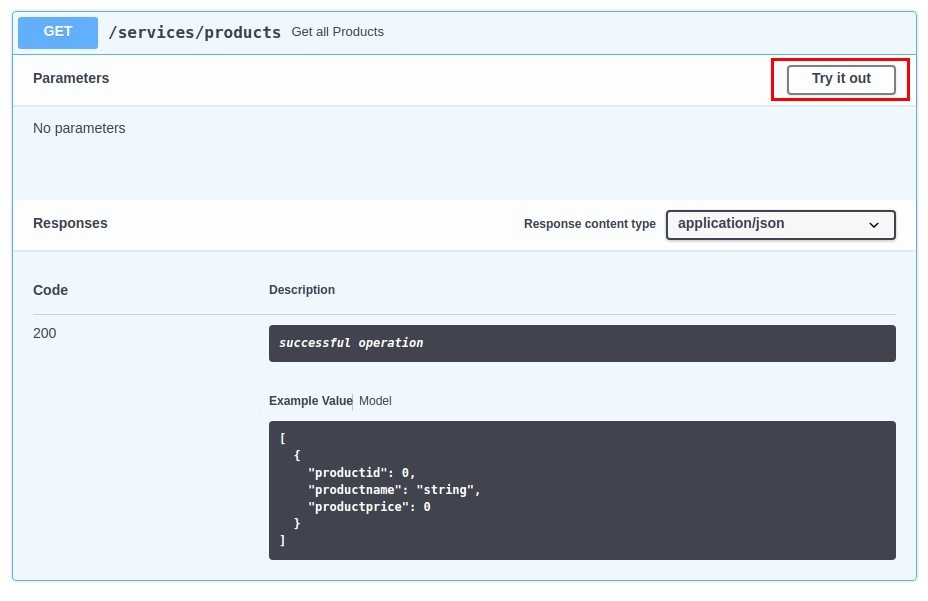 GET /services/products Get all Products
Parameters Try it out
No parameters
Responses Response content type application/json
Code Description
200 successful operation
Example Value Model
[
{
"productid": 0,
"productname": "string",
"productprice": 0
}
]